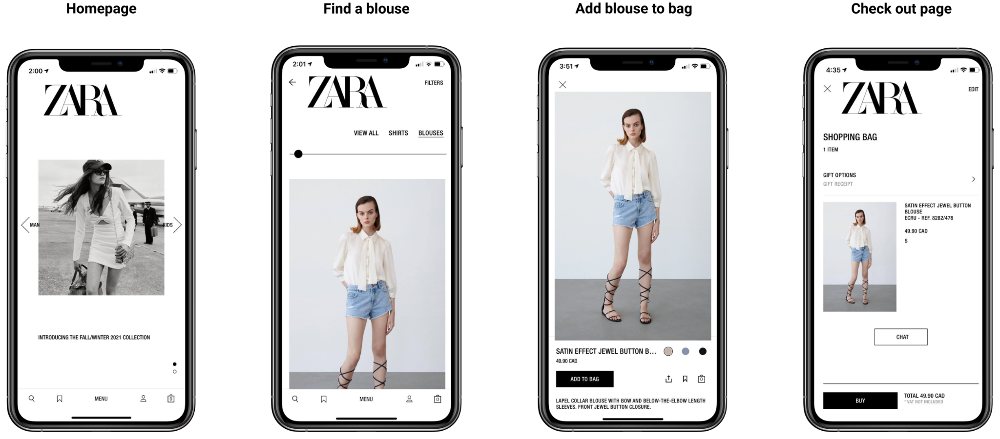 Homepage
Find a blouse
Add blouse to bag
Check out page
2:00
ZARA
MAN
KIDS
INTRODUCING THE FALL/WINTER 2021 COLLECTION
MENU
0
2:01
ZARA
FILTERS
VIEW ALL SHIRTS BLOUSES
MENU
0
3:51
SATIN EFFECT JEWEL BUTTON B...
49.90 CAD
ADD TO BAG
0
LAPEL COLLAR BLOUSE WITH BOW AND BELOW-THE-ELBOW LENGTH
SLEEVES. FRONT JEWEL BUTTON CLOSURE.
4:35
ZARA
EDIT
SHOPPING BAG
1 ITEM
GIFT OPTIONS
GIFT RECEIPT
SATIN EFFECT JEWEL BUTTON
BLOUSE
ECRU - REF. 8282/478
49.90 CAD
S
CHAT
BUY
TOTAL 49.90 CAD
* VAT NOT INCLUDED